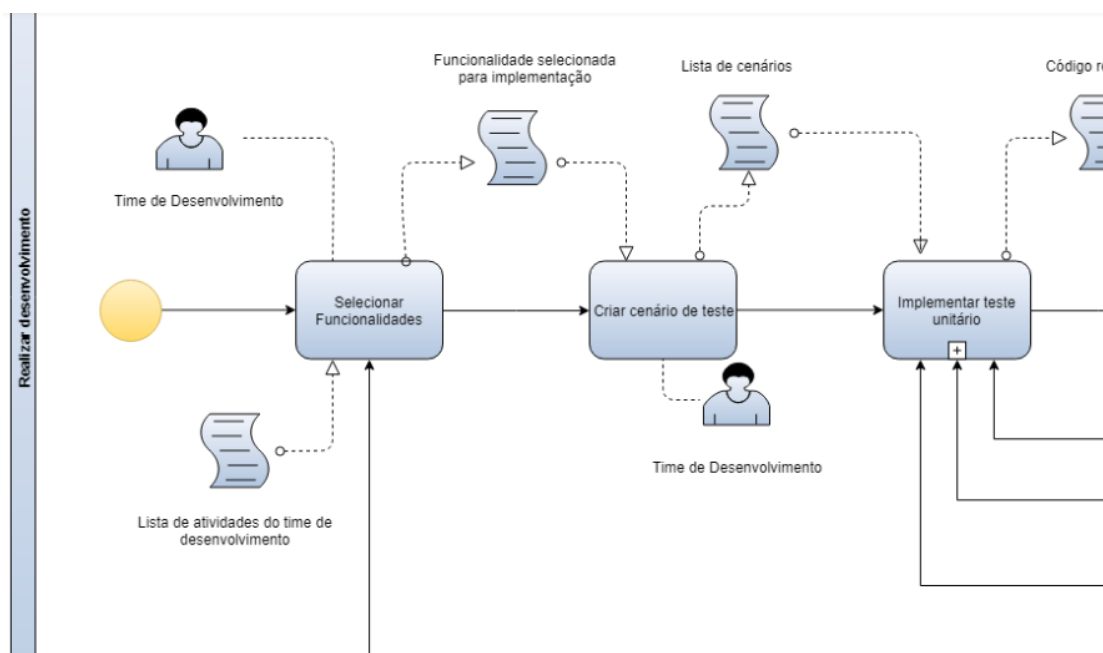 Realizar desenvolvimento
Funcionalidade selecionada
para implementação
Lista de cenários
Código
Time de Desenvolvimento
Selecionar
Funcionalidades
Criar cenário de teste
Implementar teste
unitário
Time de Desenvolvimento
Lista de atividades do time de
desenvolvimento